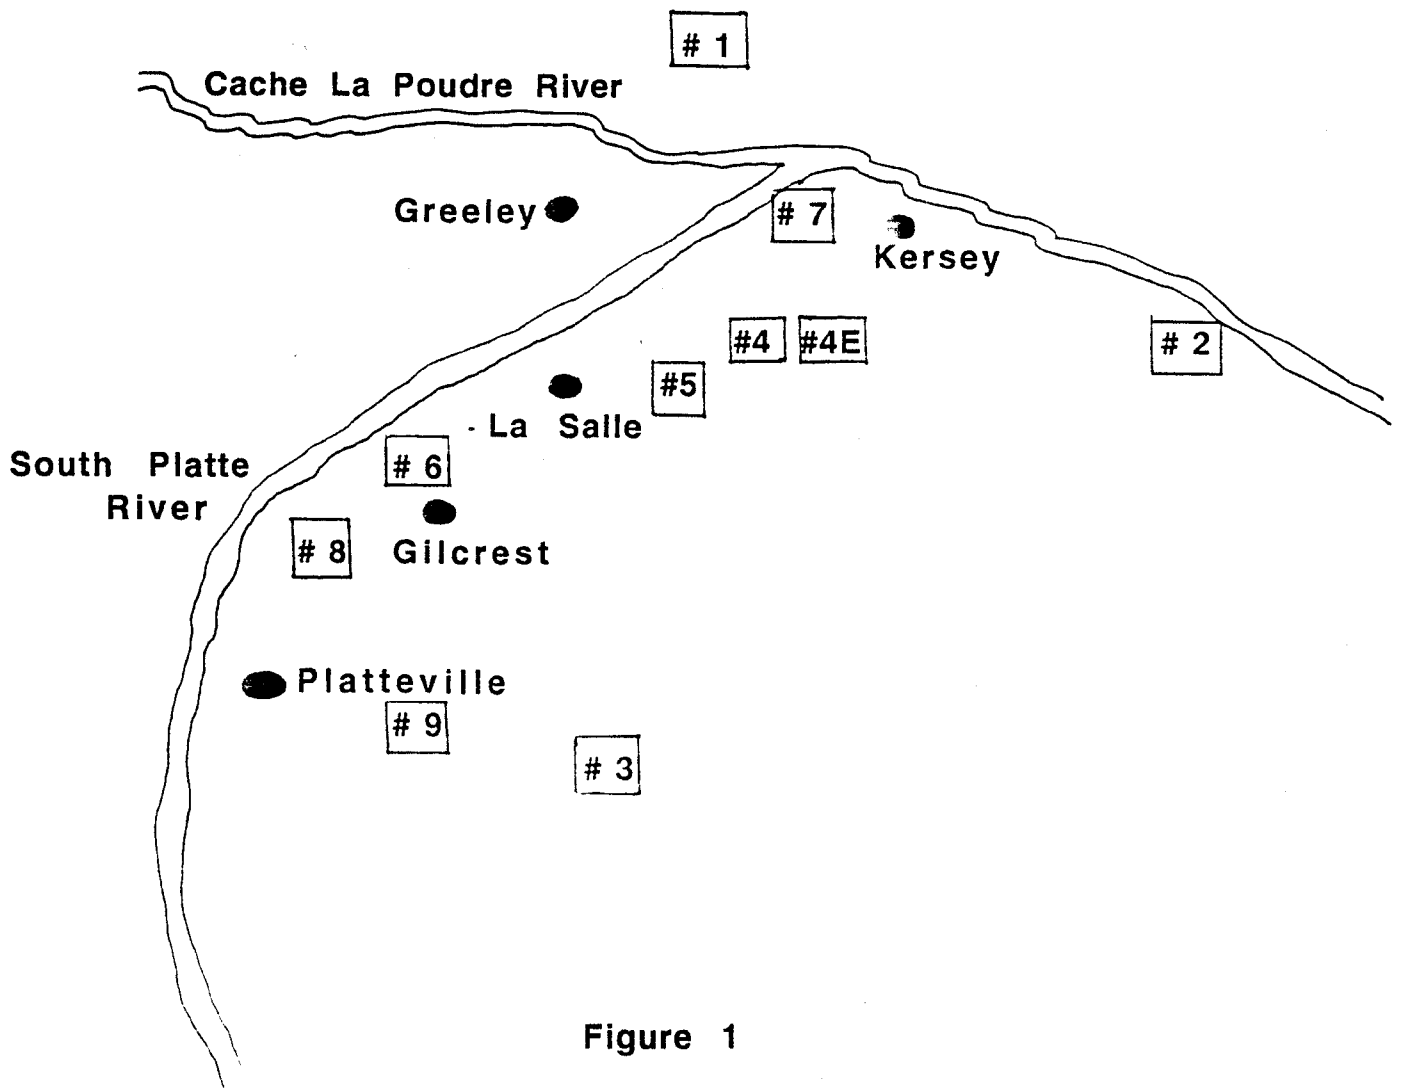 # 1
Cache La Poudre River
Greeley
# 7
Kersey
#4
#4E
# 2
#5
La Salle
# 6
South Platte
River
# 8
Gilcrest
Platteville
# 9
# 3
Figure 1